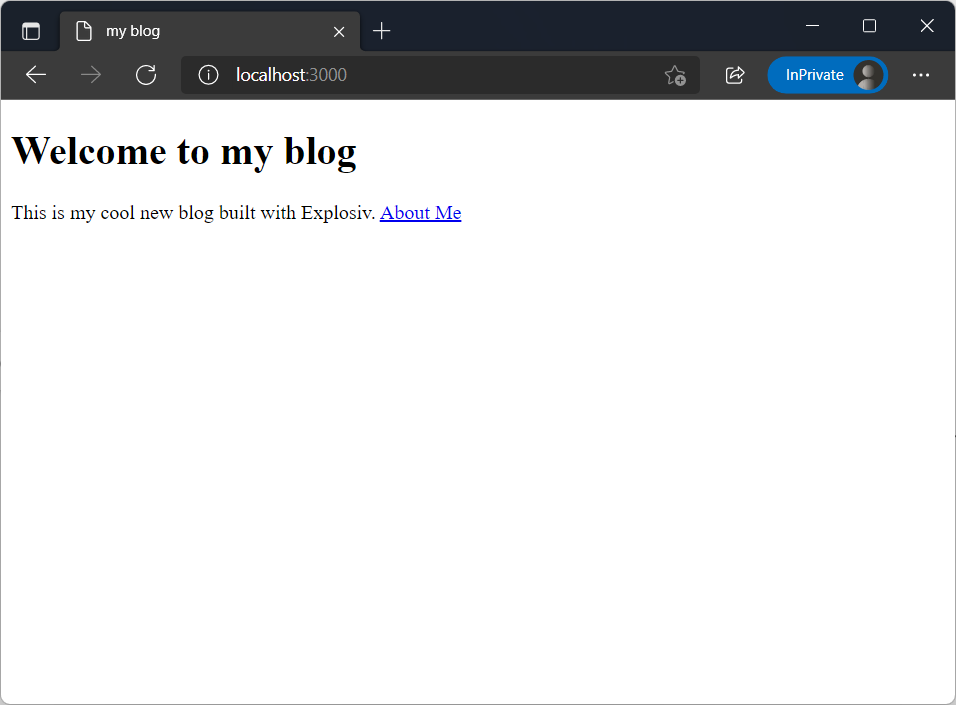 my blog
localhost:3000
InPrivate
Welcome to my blog
This is my cool new blog built with Explosiv. About Me